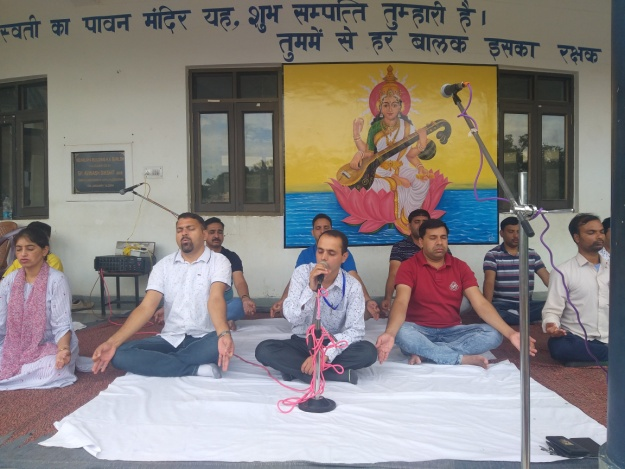 स्वती का पावन मंदिर यह, शुभ सम्पत्ति तुम्हारी है।
तुममें से हर बालक इसका रक्षक